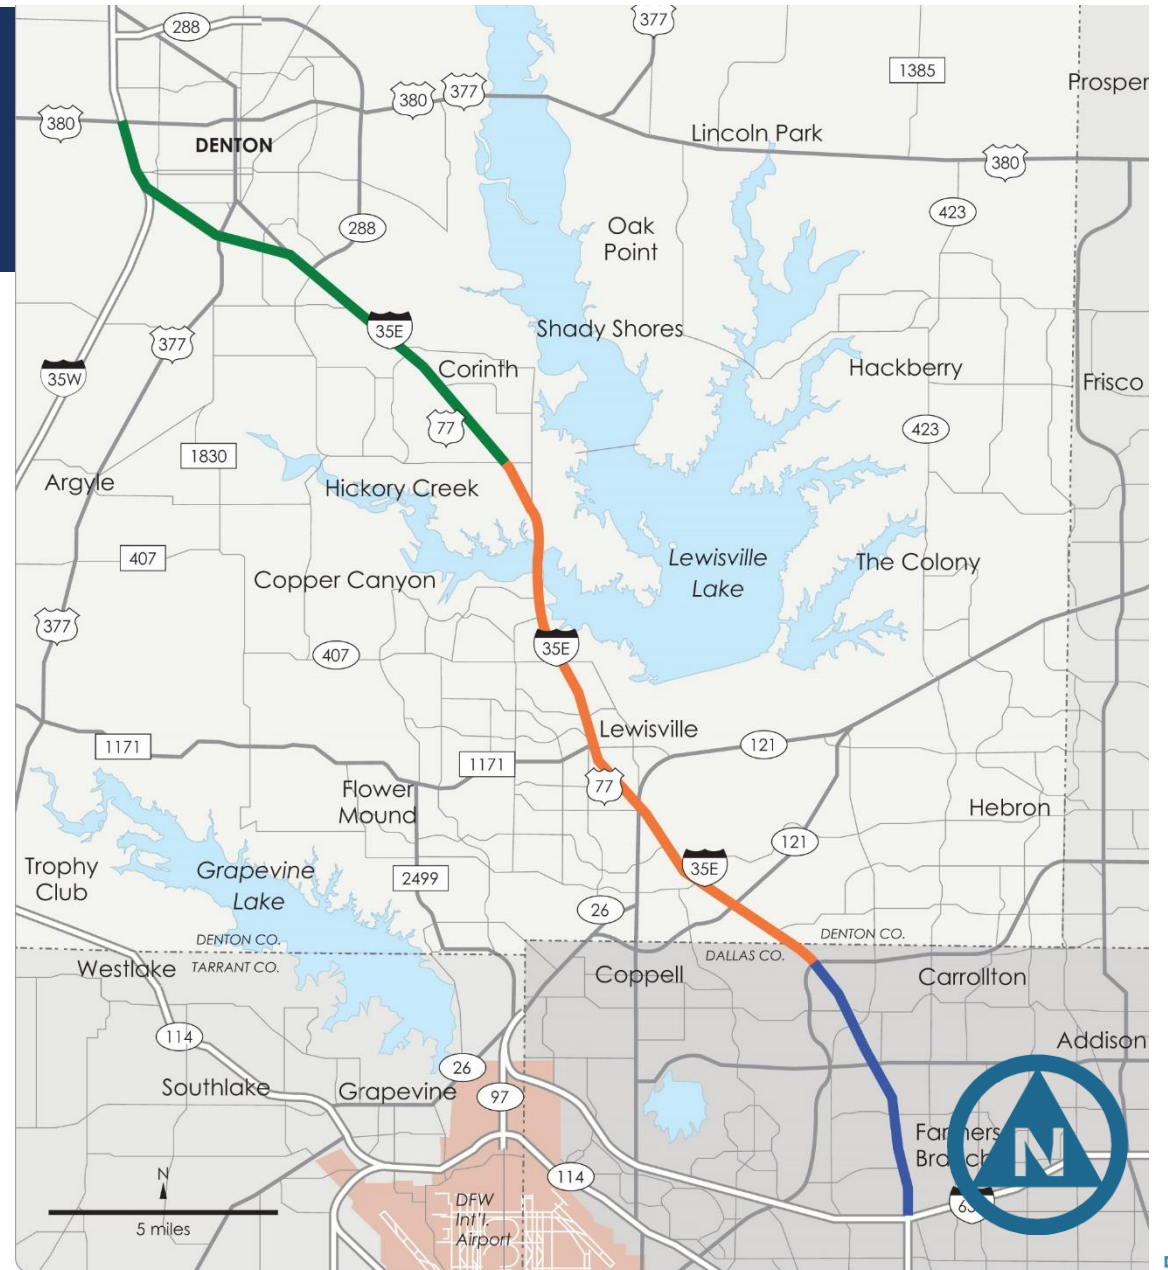 288
377
1385
Prosper
380
380
377
Lincoln Park
DENTON
380
288
423
Oak
Point
35E
Shady Shores
377
35W
Corinth
Hackberry
Frisco
77
423
1830
Argyle
Hickory Creek
407
Lewisville
Lake
The Colony
Copper Canyon
377
407
35E
Lewisville
1171
121
1171
77
Flower
Mound
Hebron
121
Trophy
Club
Grapevine
Lake
2499
35E
26
DENTON CO.
DENTON CO.
TARRANT CO.
DALLAS CO.
Westlake
Coppell
Carrollton
114
Addison
26
Southlake
Grapevine
97
Farmers
Branch
N
N
114
DFW
Int'l.
Airport
5 miles